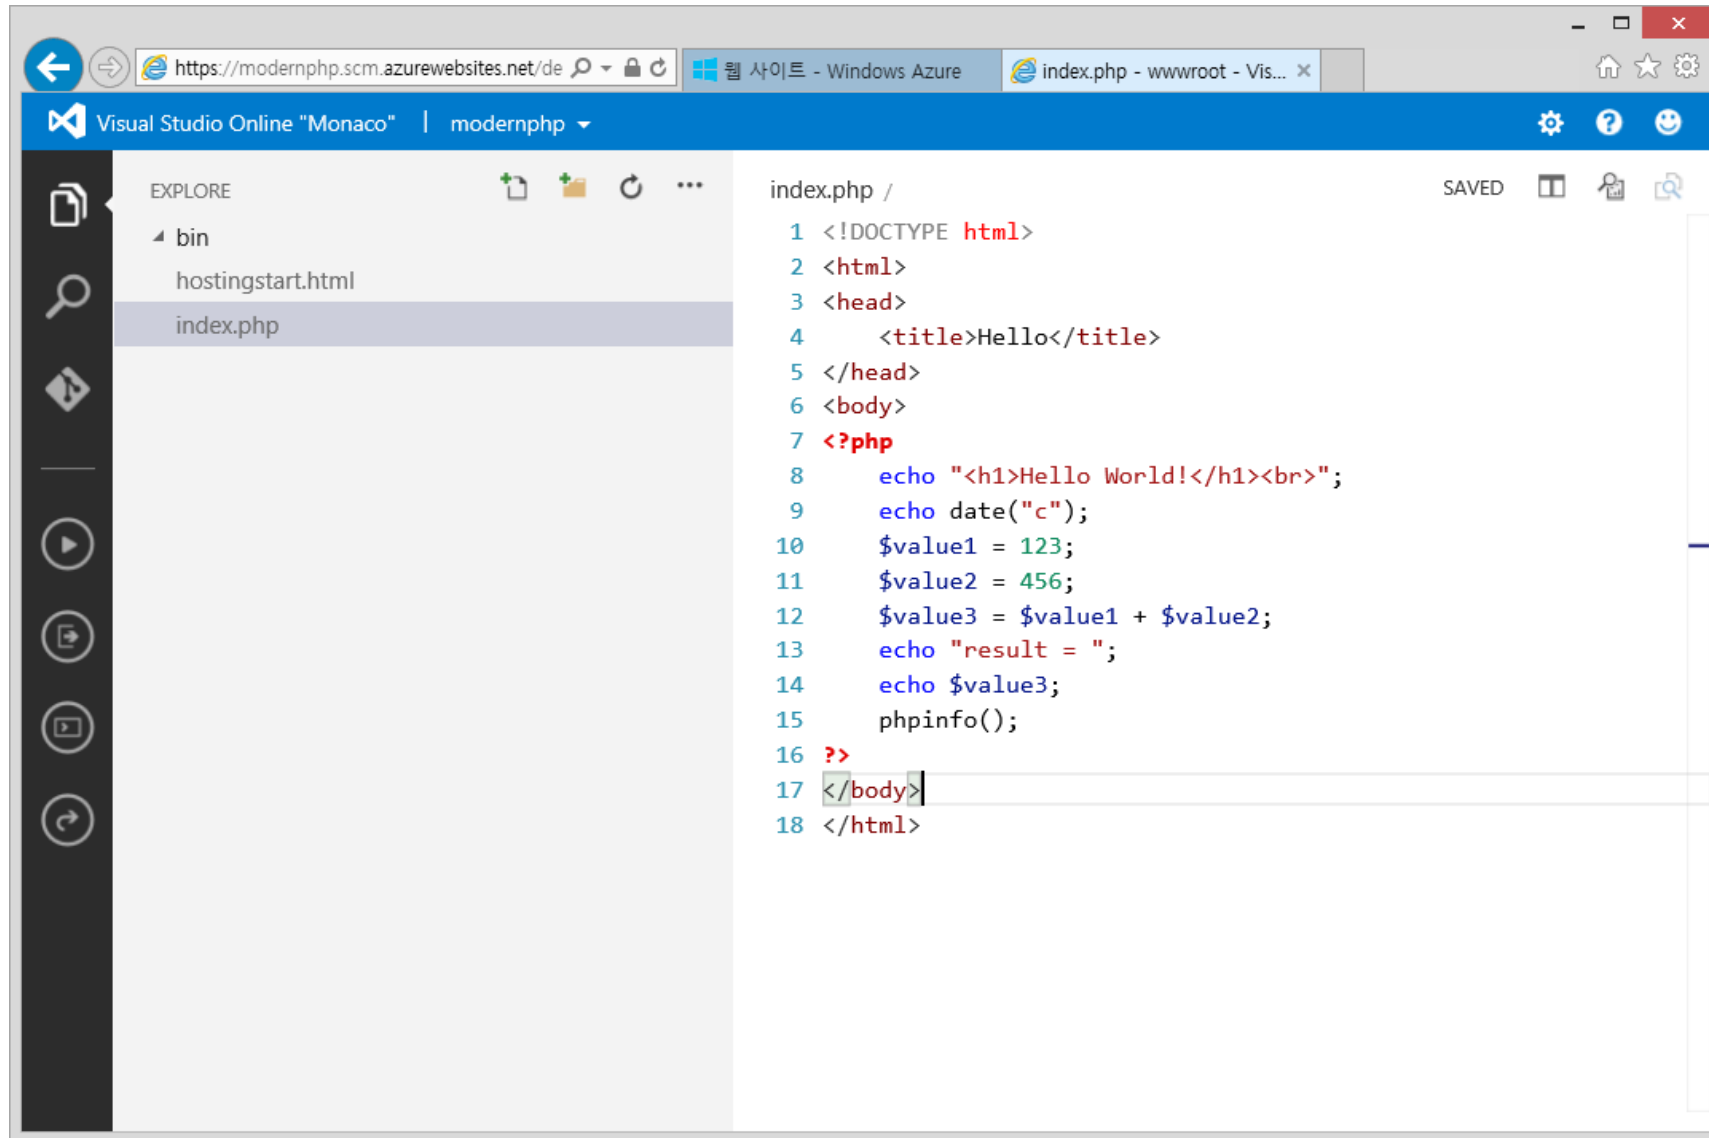 https://modernphp.scm.azurewebsites.net/de
웹 사이트 - Windows Azure
index.php - wwwroot - Vis...
Visual Studio Online "Monaco" | modernphp
EXPLORE
bin
hostingstart.html
index.php
index.php /
SAVED
1 <!DOCTYPE html>
2 <html>
3 <head>
4     <title>Hello</title>
5 </head>
6 <body>
7 <?php
8     echo "<h1>Hello World!</h1><br>";
9     echo date("c");
10     $value1 = 123;
11     $value2 = 456;
12     $value3 = $value1 + $value2;
13     echo "result = ";
14     echo $value3;
15     phpinfo();
16 ?>
17 </body>
18 </html>